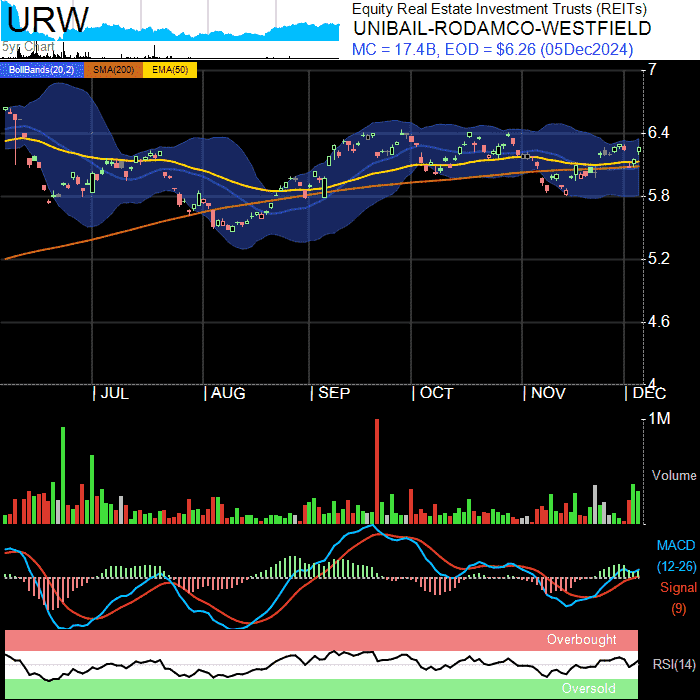 URW
5yr Chart
Equity Real Estate Investment Trusts (REITs)
UNIBAIL-RODAMCO-WESTFIELD
MC = 17.4B, EOD = $6.26 (05Dec2024)
BollBands(20,2) SMA(200) EMA(50)
7
6.4
5.8
5.2
4.6
4
JUL AUG SEP OCT NOV DEC
1M
Volume
MACD
(12-26)
Signal
(9)
Overbought
RSI(14)
Oversold